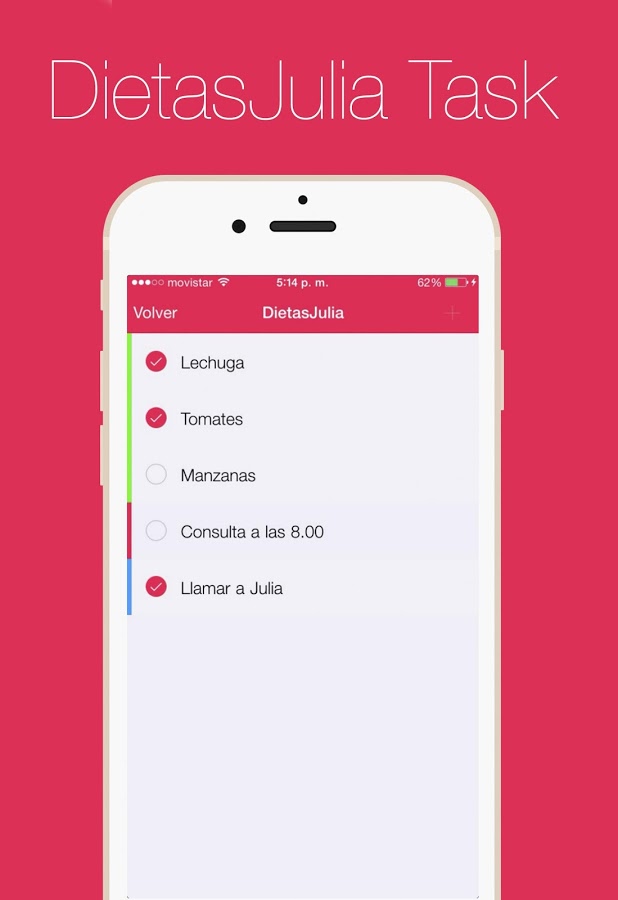 DietasJulia Task
movistar 5:14 p. m. 62%
Volver DietasJulia +
Lechuga
Tomates
Manzanas
Consulta a las 8.00
Llamar a Julia